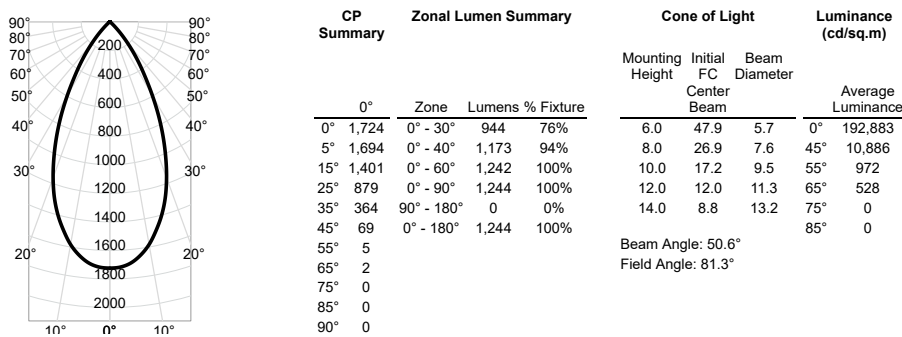 90° 90°
80° 80°
70° 70°
60° 60°
50° 50°
40° 40°
30° 30°
20° 20°
10° 0° 10°
200
400
600
800
1000
1200
1400
1600
1800
2000
CP Summary
0°
0° 1,724
5° 1,694
15° 1,401
25° 879
35° 364
45° 69
55° 5
65° 2
75° 0
85° 0
90° 0
Zonal Lumen Summary
Zone Lumens % Fixture
0° - 30° 944 76%
0° - 40° 1,173 94%
0° - 60° 1,242 100%
0° - 90° 1,244 100%
90° - 180° 0 0%
0° - 180° 1,244 100%
Cone of Light
Mounting Initial Beam
Height FC Diameter
Center
Beam
6.0 47.9 5.7
8.0 26.9 7.6
10.0 17.2 9.5
12.0 12.0 11.3
14.0 8.8 13.2
Beam Angle: 50.6°
Field Angle: 81.3°
Luminance
(cd/sq.m)
Average
Luminance
0° 192,883
45° 10,886
55° 972
65° 528
75° 0
85° 0